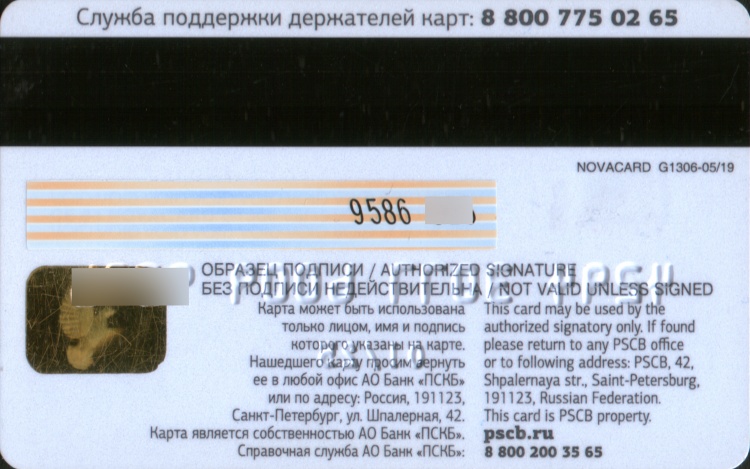 Служба поддержки держателей карт: 8 800 775 02 65
NOVACARD G1306-05/19
9586
ОБРАЗЕЦ ПОДПИСИ / AUTHORIZED SIGNATURE
БЕЗ ПОДПИСИ НЕДЕЙСТВИТЕЛЬНА / NOT VALID UNLESS SIGNED
Карта может быть использована
только лицом, имя и подпись
которого указаны на карте.
Нашедшего карту просим вернуть
ее в любой офис АО Банк «ПСКБ»
или по адресу: Россия, 191123,
Санкт-Петербург, ул. Шпалерная, 42.
Карта является собственностью АО Банк «ПСКБ».
Справочная служба АО Банк «ПСКБ»:
This card may be used by the
authorized signatory only. If found
please return to any PSCB office
or to following address: PSCB, 42,
Shpalernaya str., Saint-Petersburg,
191123, Russian Federation.
This card is PSCB property.
pscb.ru
8 800 200 35 65